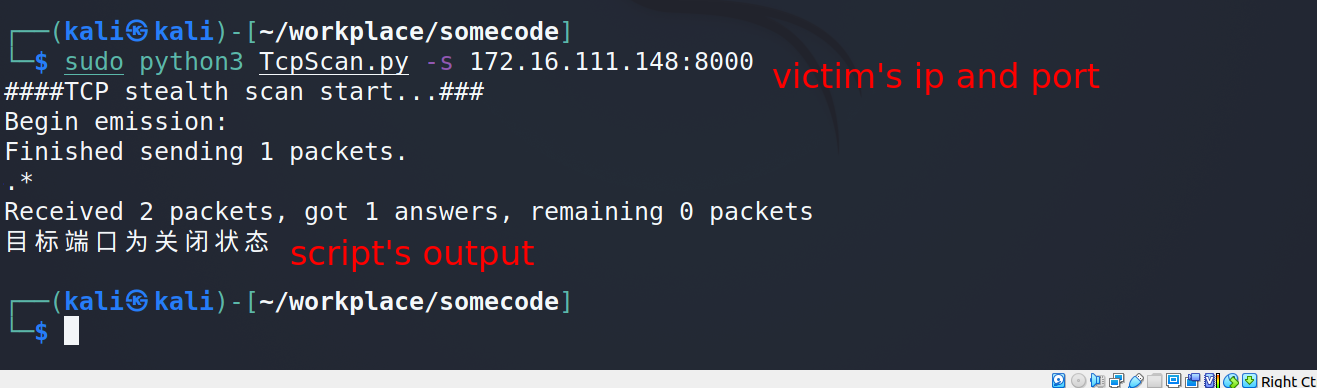 ┌──(kali㉿kali)-[~/workplace/somecode]
└─$ sudo python3 TcpScan.py -s 172.16.111.148:8000 victim's ip and port
####TCP stealth scan start...###
Begin emission:
Finished sending 1 packets.
.*
Received 2 packets, got 1 answers, remaining 0 packets
目标端口为关闭状态 script's output
┌──(kali㉿kali)-[~/workplace/somecode]
└─$
Right Ct